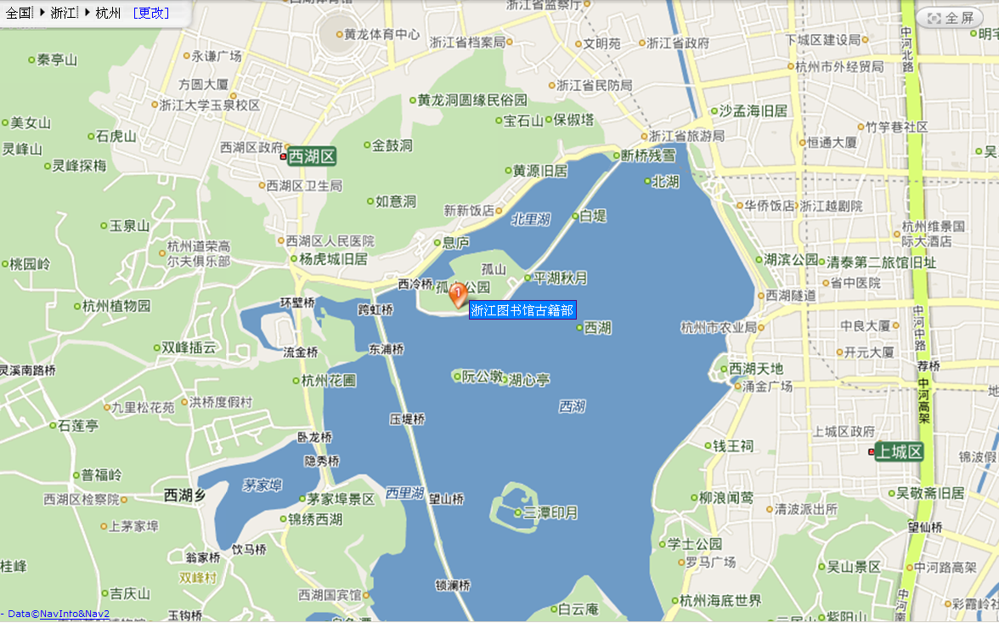 全国 浙江 杭州 [更改]
全屏
浙江省监察厅
黄龙体育中心
浙江省档案局
文明苑
浙江省政府
下城区建设局
中河北路
秦亭山
永谦广场
杭州市外经贸局
方圆大厦
浙江省民防局
浙江大学玉泉校区
黄龙洞圆缘民俗园
沙孟海旧居
美女山
石虎山
宝石山
保俶塔
竹竿巷社区
灵峰山
西湖区政府
西湖区
金鼓洞
浙江省旅游局
恒通大厦
灵峰探梅
断桥残雪
黄源旧居
北湖
西湖区卫生局
如意洞
新新饭店
北里湖
白堤
华侨饭店
浙江越剧院
玉泉山
杭州道荣高
尔夫俱乐部
西湖区人民医院
息庐
杭州维景国
际大酒店
桃园岭
杨虎城旧居
孤山
湖滨公园
清泰第二旅馆旧址
西冷桥
平湖秋月
省中医院
杭州植物园
环壁桥
跨虹桥
1
浙江图书馆古籍部
西湖隧道
西湖
杭州市农业局
中良大厦
中河中路
双峰插云
流金桥
东浦桥
开元大厦
灵溪南路桥
杭州花圃
阮公墩
湖心亭
西湖天地
荐桥
涌金广场
中河高架
九里松花苑
洪桥度假村
西湖
石莲亭
压堤桥
卧龙桥
上城区政府
钱王祠
上城区
隐秀桥
普福岭
茅家埠
西里湖
西湖区检察院
西湖乡
茅家埠景区
望山桥
三潭印月
柳浪闻莺
吴敬斋旧居
清波派出所
上茅家埠
锦绣西湖
望仙桥
学士公园
饮马桥
翁家桥
罗马广场
吴山景区
中河路高架
桂峰
双峰村
锁澜桥
吉庆山
西湖国宾馆
杭州海底世界
白云庵
玉钩桥
紫阳山
- Data©NavInfo&Nav2